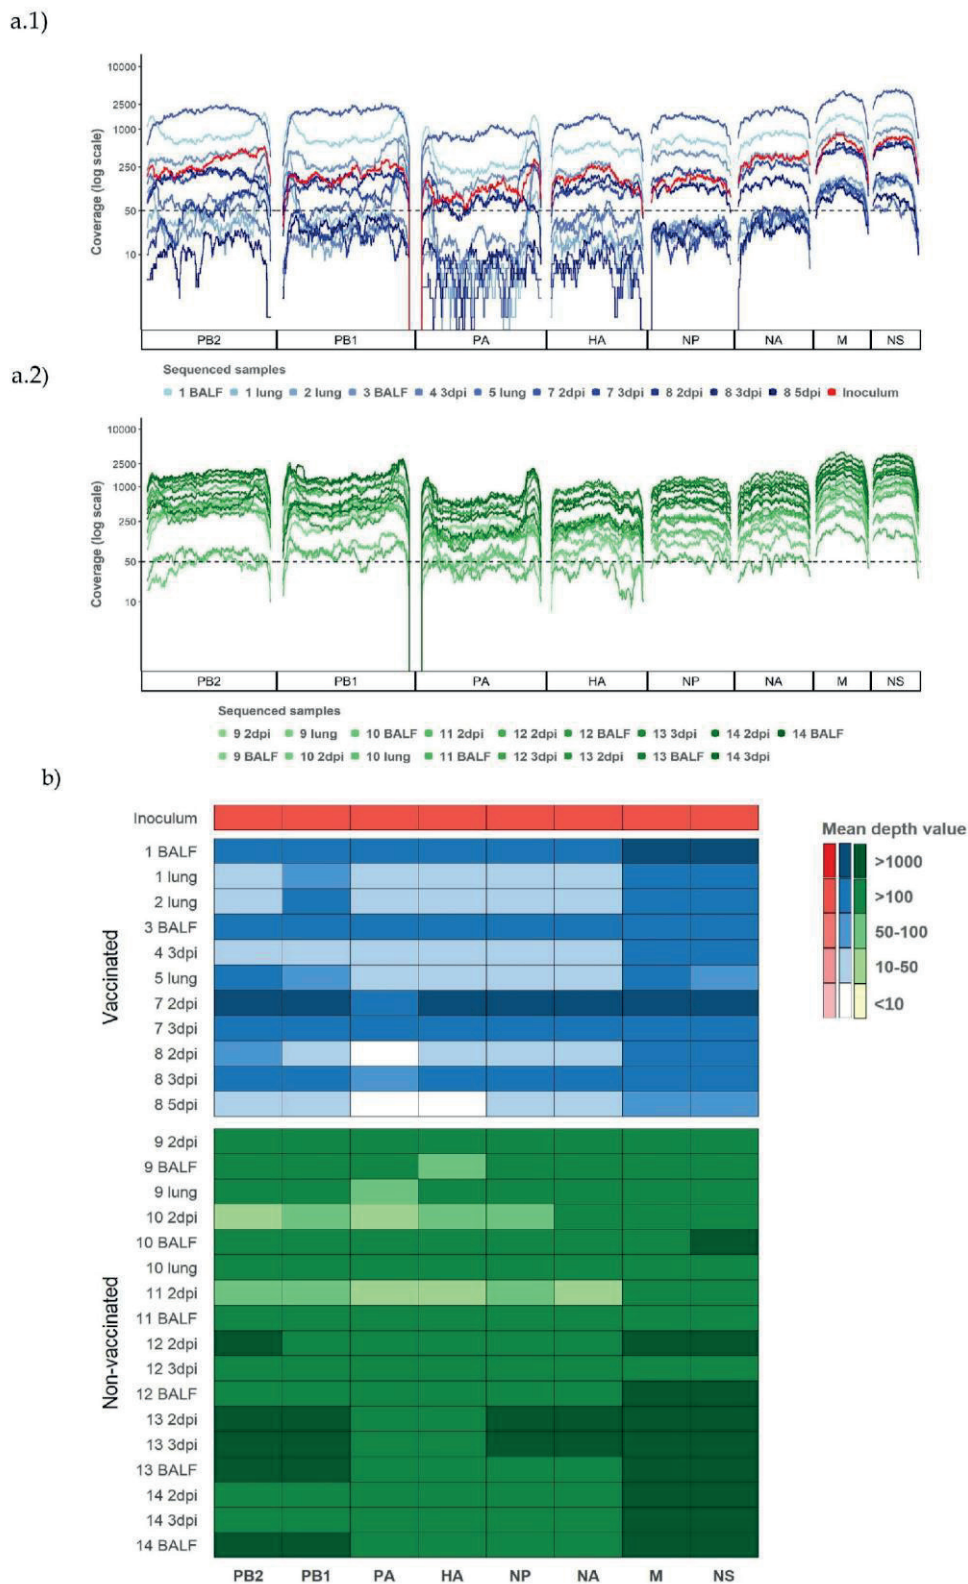 a.1)
Coverage (log scale)
10000
2500
1000
250
50
10
PB2 PB1 PA HA NP NA M NS
Sequenced samples
1 BALF 1 lung 2 lung 3 BALF 4 3dpi 5 lung 7 2dpi 7 3dpi 8 2dpi 8 3dpi 8 5dpi Inoculum
a.2)
Coverage (log scale)
10000
2500
1000
250
50
10
PB2 PB1 PA HA NP NA M NS
Sequenced samples
9 2dpi 9 lung 10 BALF 11 2dpi 12 2dpi 12 BALF 13 3dpi 14 2dpi 14 BALF
9 BALF 10 2dpi 10 lung 11 BALF 12 3dpi 13 2dpi 13 BALF 14 3dpi
b)
Inoculum
Vaccinated
1 BALF
1 lung
2 lung
3 BALF
4 3dpi
5 lung
7 2dpi
7 3dpi
8 2dpi
8 3dpi
8 5dpi
Non-vaccinated
9 2dpi
9 BALF
9 lung
10 2dpi
10 BALF
10 lung
11 2dpi
11 BALF
12 2dpi
12 3dpi
12 BALF
13 2dpi
13 3dpi
13 BALF
14 2dpi
14 3dpi
14 BALF
PB2 PB1 PA HA NP NA M NS
Mean depth value
>1000
>100
50-100
10-50
<10